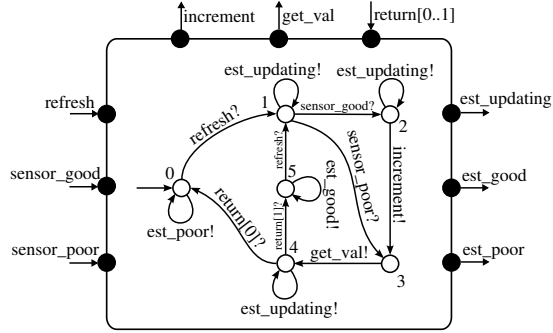 increment
get_val
return[0..1]
est_updating!
est_updating!
refresh
1
sensor_good?
2
est_updating
refresh?
sensor_poor?
increment!
refresh?
sensor_good
0
5
est_good!
est_good
est_poor!
return[0]?
return[1]?
sensor_poor
4
get_val!
3
est_poor
est_updating!